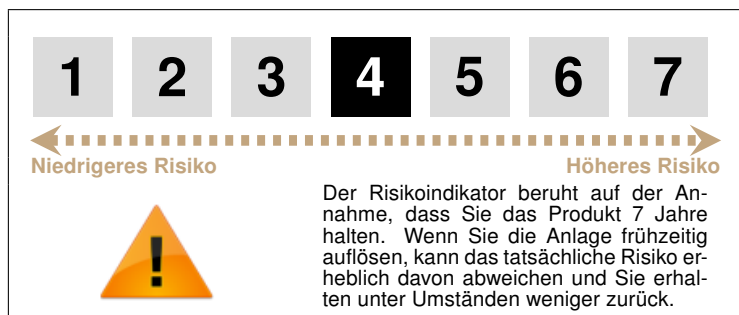 1 2 3 4 5 6 7
Niedrigeres Risiko Höheres Risiko
Der Risikoindikator beruht auf der An-
nahme, dass Sie das Produkt 7 Jahre
halten. Wenn Sie die Anlage frühzeitig
auflösen, kann das tatsächliche Risiko er-
heblich davon abweichen und Sie erhal-
ten unter Umständen weniger zurück.